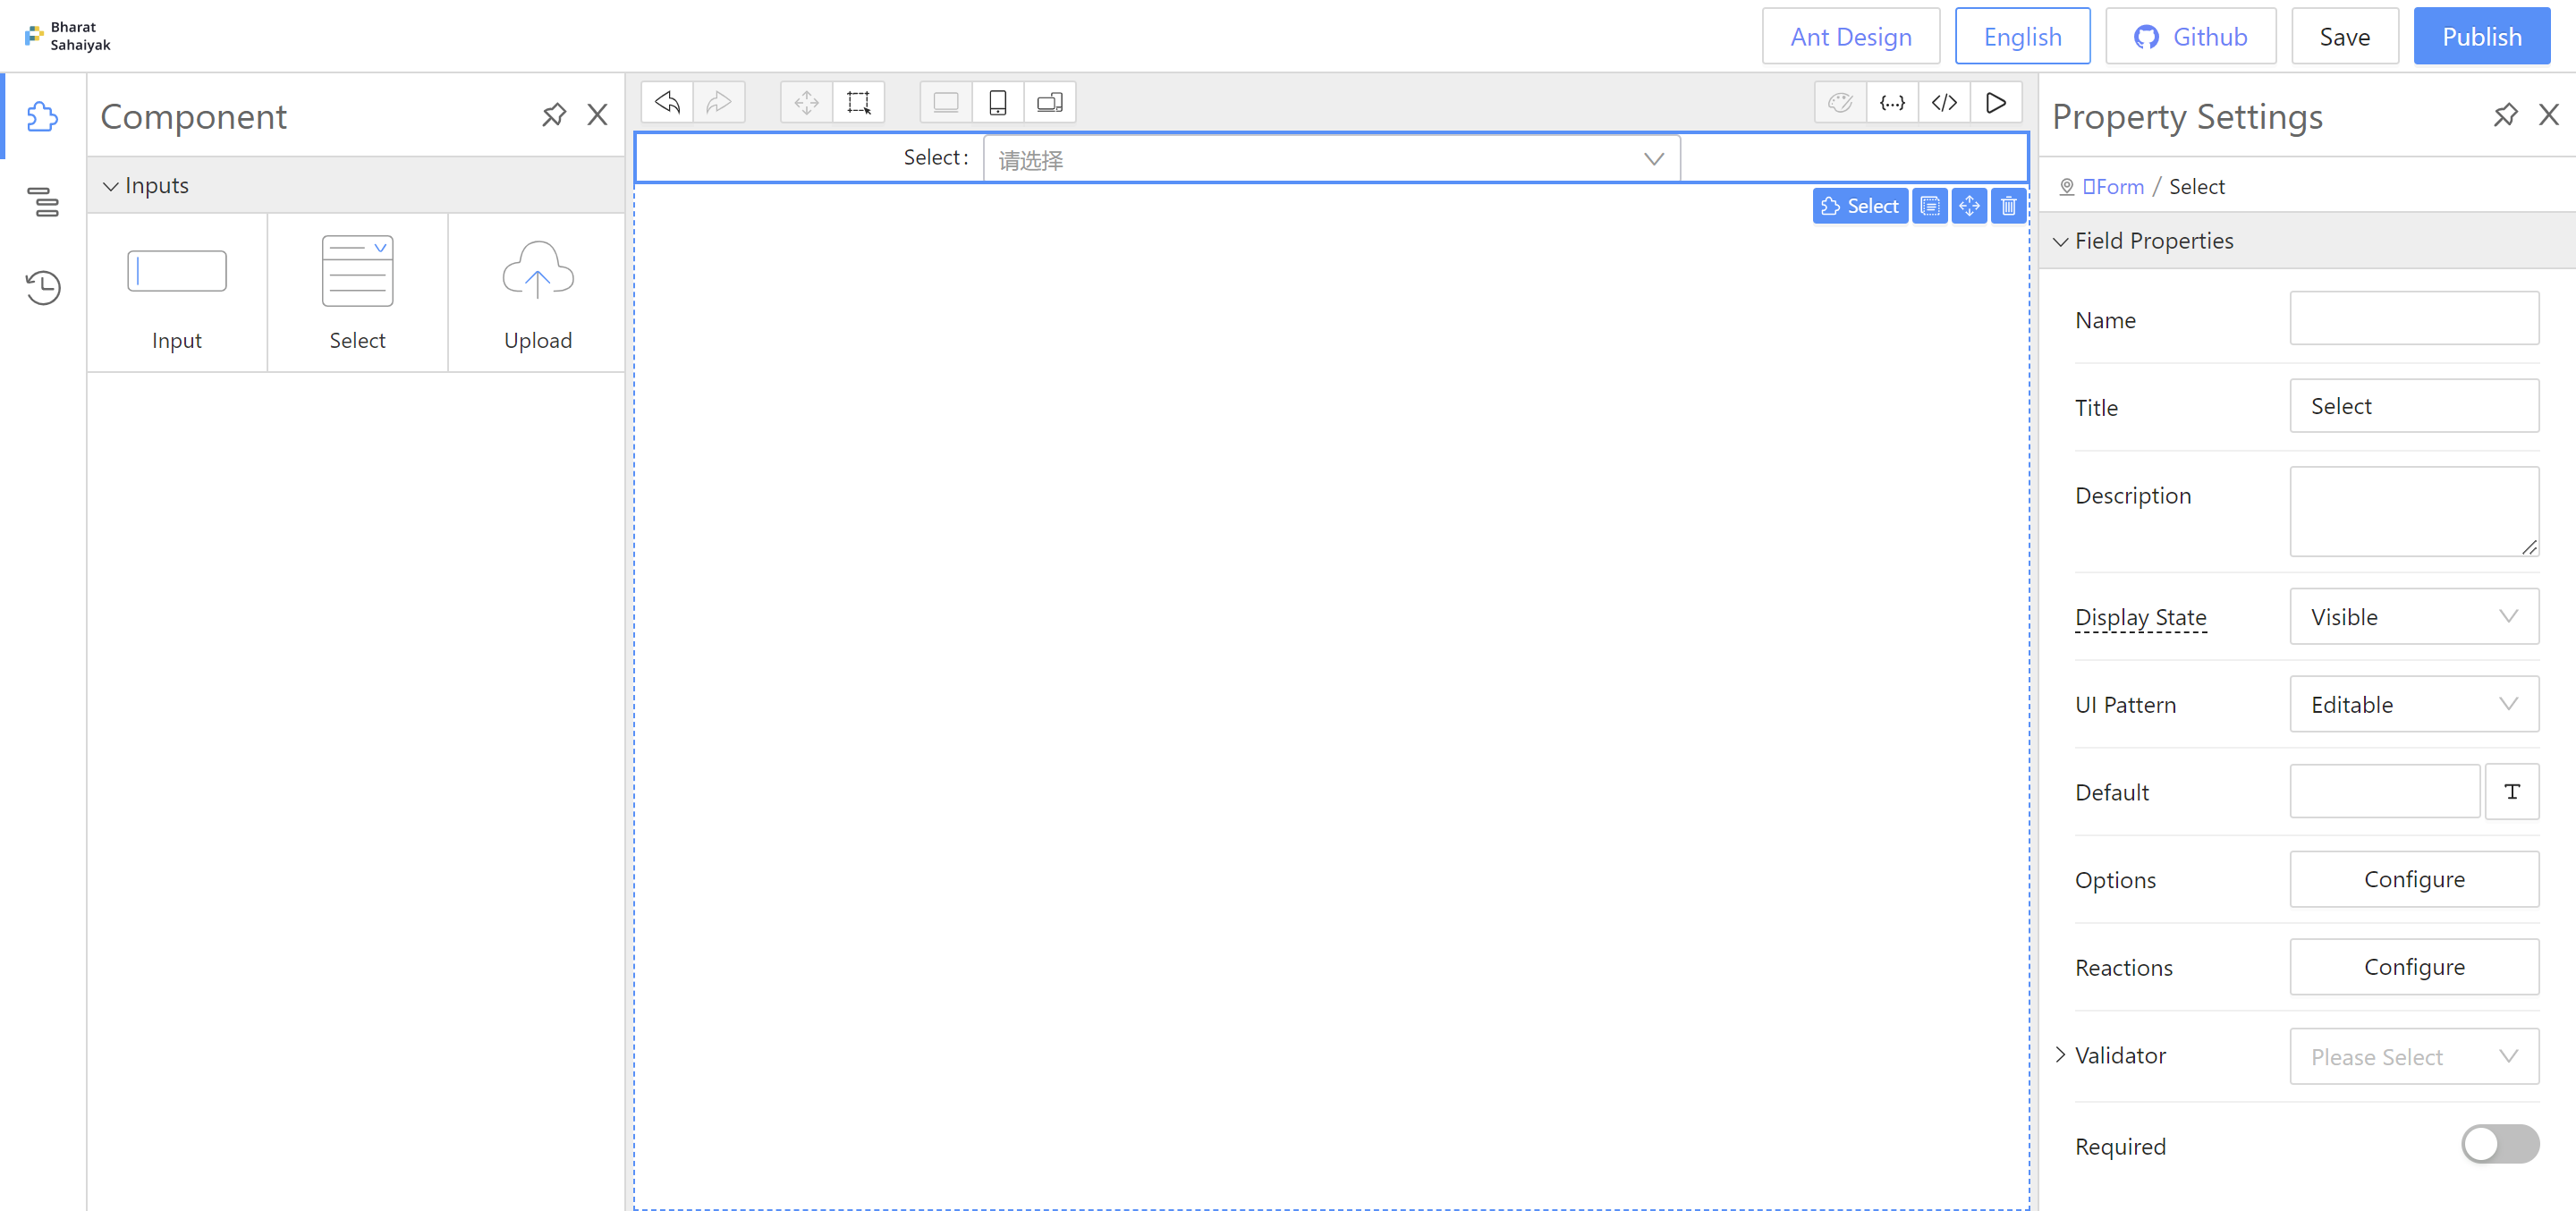 Bharat
Sahaiyak
Ant Design
English
Github
Save
Publish
Component
Inputs
Input
Select
Upload
Select:
请选择
Select
Property Settings
Form / Select
Field Properties
Name
Title
Select
Description
Display State
Visible
UI Pattern
Editable
Default
T
Options
Configure
Reactions
Configure
Validator
Please Select
Required